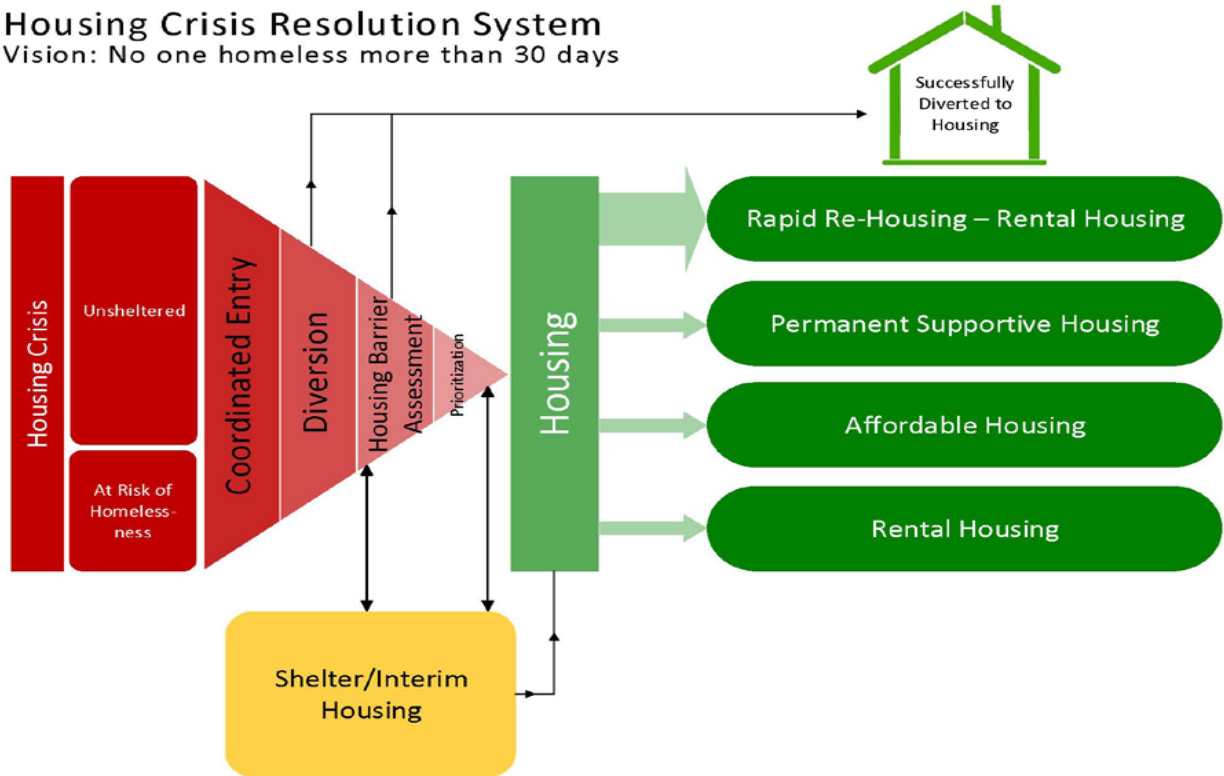 Housing Crisis Resolution System
Vision: No one homeless more than 30 days
Successfully
Diverted to
Housing
Housing Crisis
Unsheltered
At Risk of
Homeless-
ness
Coordinated Entry
Diversion
Housing Barrier
Assessment
Prioritization
Housing
Rapid Re-Housing – Rental Housing
Permanent Supportive Housing
Affordable Housing
Rental Housing
Shelter/Interim
Housing